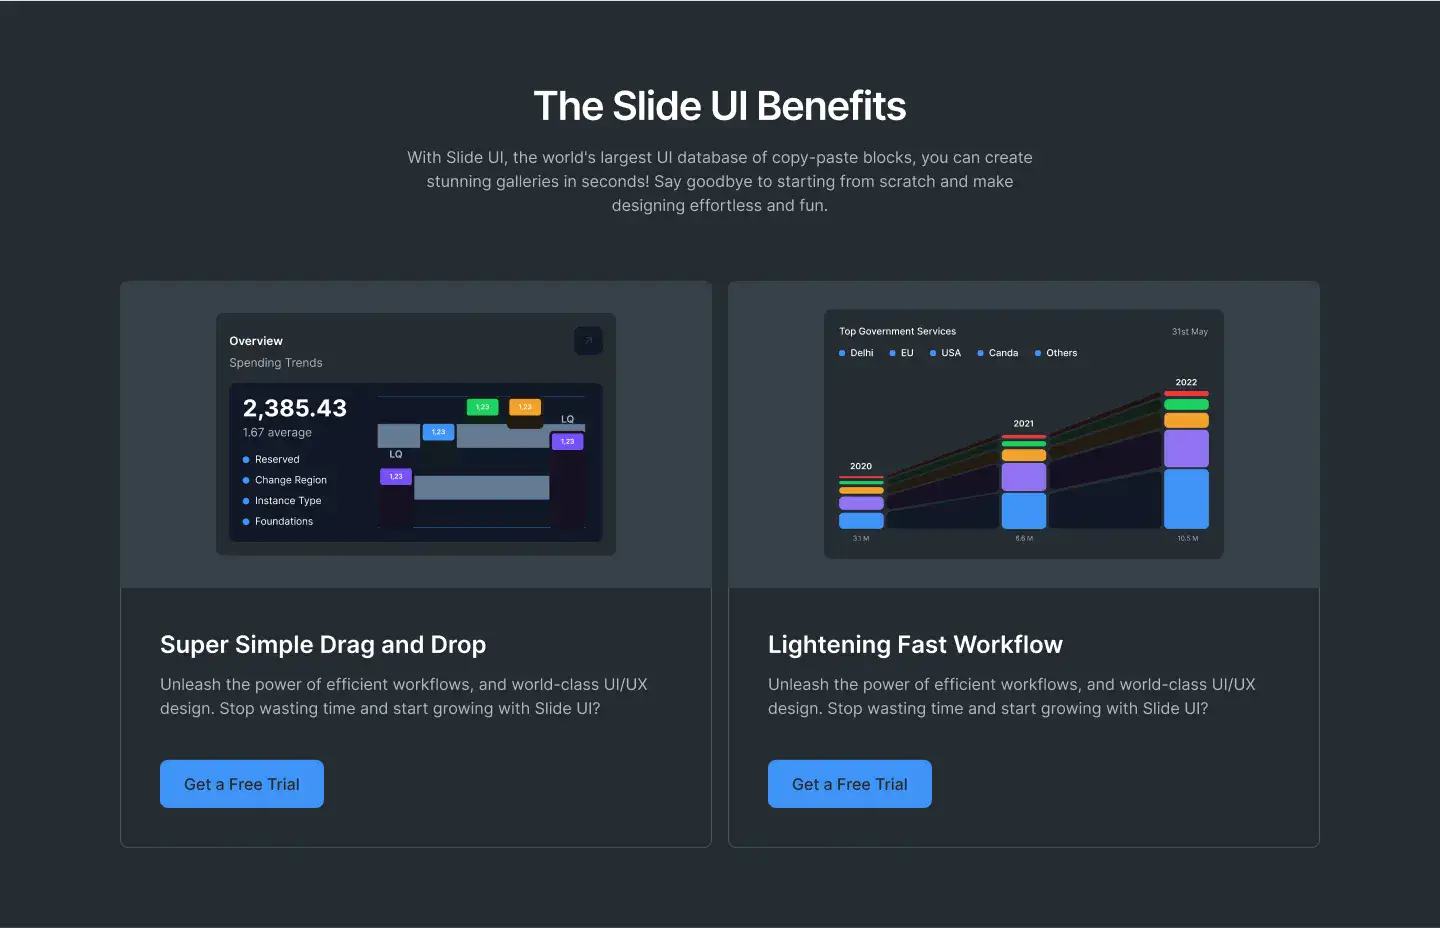 The Slide UI Benefits
With Slide UI, the world's largest UI database of copy-paste blocks, you can create
stunning galleries in seconds! Say goodbye to starting from scratch and make
designing effortless and fun.
Overview
Spending Trends
2,385.43
1.67 average
Reserved
Change Region
Instance Type
Foundations
1,23
1,23
LQ
1,23
LQ
1,23
1,23
Top Government Services
31st May
Delhi EU USA Canda Others
2022
2021
2020
3.1 M
6.6 M
10.5 M
Super Simple Drag and Drop
Unleash the power of efficient workflows, and world-class UI/UX
design. Stop wasting time and start growing with Slide UI?
Get a Free Trial
Lightening Fast Workflow
Unleash the power of efficient workflows, and world-class UI/UX
design. Stop wasting time and start growing with Slide UI?
Get a Free Trial